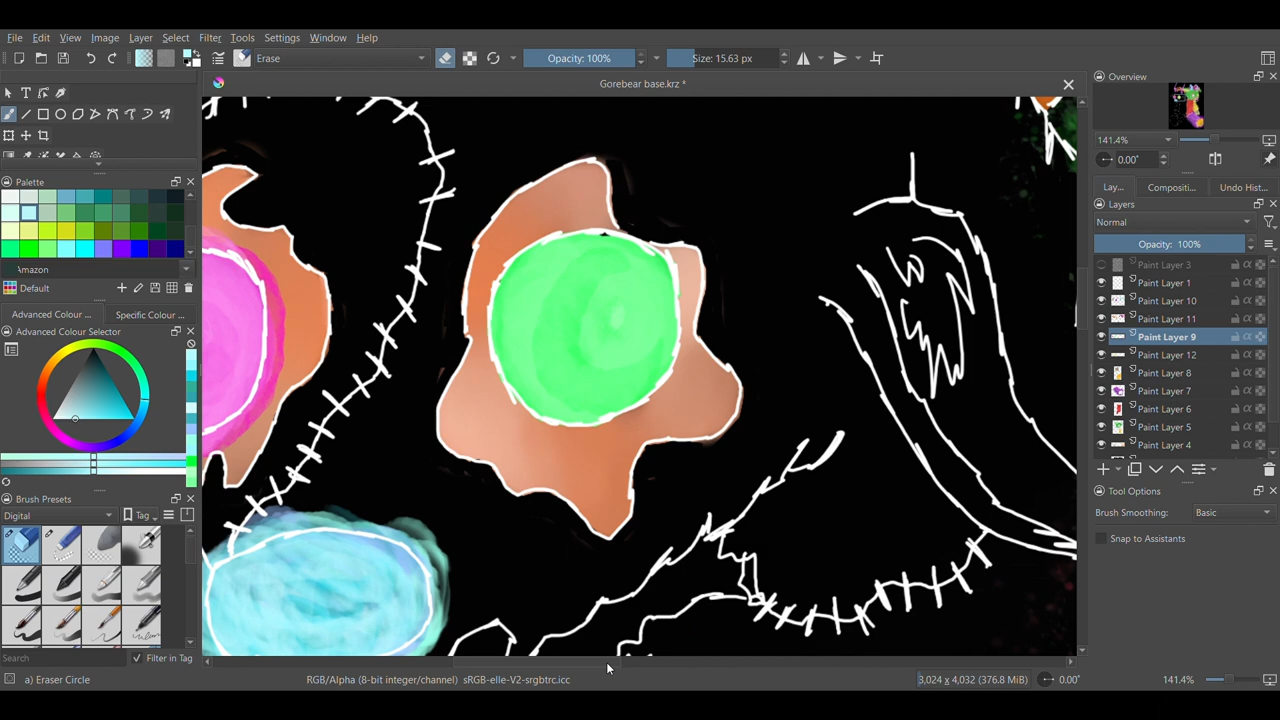 File Edit View Image Layer Select Filter Tools Settings Window Help
Erase Opacity: 100% Size: 15.63 px
Gorebear base.krz *
Overview
141.4%
0.00°
Lay... Compositi... Undo Hist...
Layers
Normal
Opacity: 100%
Paint Layer 3
Paint Layer 1
Paint Layer 10
Paint Layer 11
Paint Layer 9
Paint Layer 12
Paint Layer 8
Paint Layer 7
Paint Layer 6
Paint Layer 5
Paint Layer 4
Tool Options
Brush Smoothing: Basic
Snap to Assistants
Palette
Amazon
Default
Advanced Colour ... Specific Colour ...
Advanced Colour Selector
Brush Presets
Digital Tag
Search Filter in Tag
a) Eraser Circle RGB/Alpha (8-bit integer/channel) sRGB-elle-V2-srgbtrc.icc 3,024 x 4,032 (376.8 MiB) 0.00° 141.4%